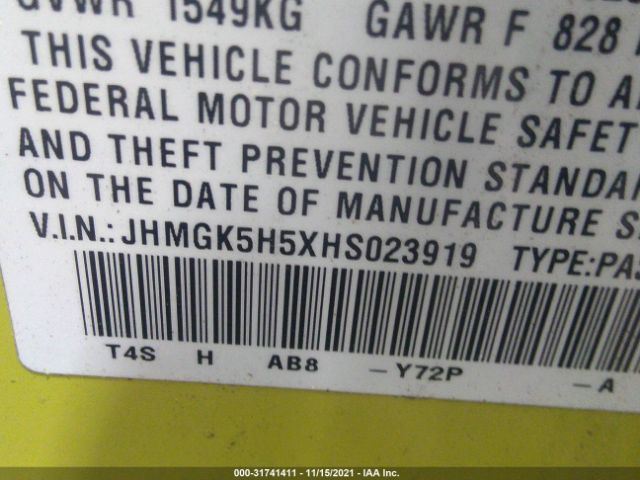 GVWR 1549KG GAWR F 828
THIS VEHICLE CONFORMS TO
FEDERAL MOTOR VEHICLE SAFET
AND THEFT PREVENTION STANDA
ON THE DATE OF MANUFACTURE
V.I.N.: JHMGK5H5XHS023919 TYPE:PA
T4S H AB8 -Y72P -A
000-31741411 - 11/15/2021 - IAA Inc.